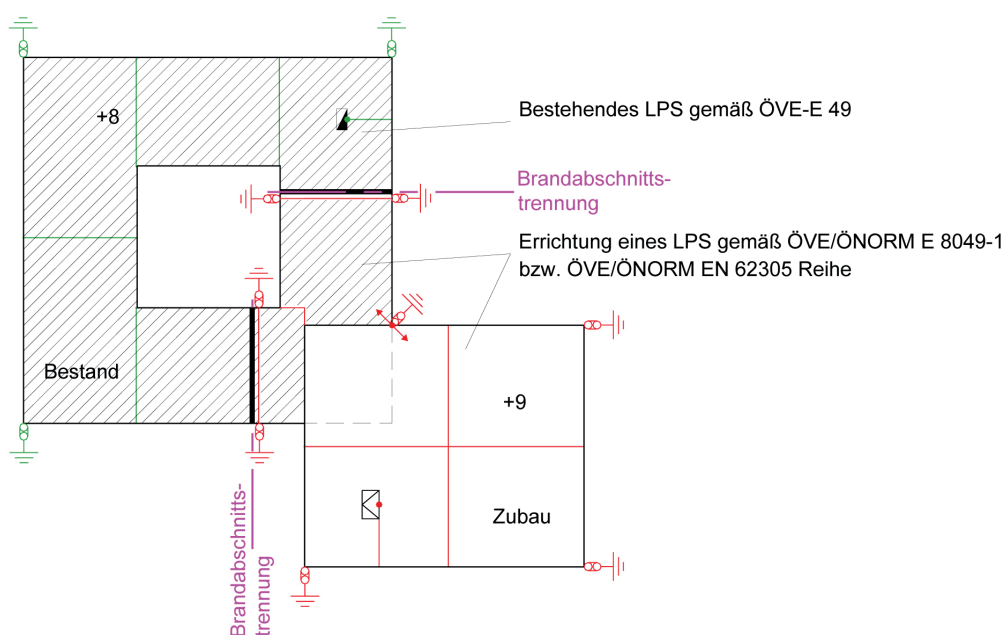 +8
Bestehendes LPS gemäß ÖVE-E 49
Brandabschnitts-
trennung
Errichtung eines LPS gemäß ÖVE/ÖNORM E 8049-1
bzw. ÖVE/ÖNORM EN 62305 Reihe
Bestand
+9
Zubau
Brandabschnitts-
trennung